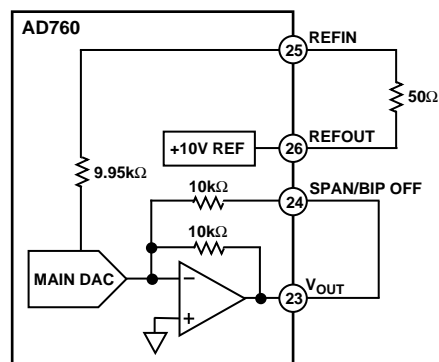 AD760
25 REFIN
50Ω
+10V REF
26 REFOUT
9.95kΩ
10kΩ
24 SPAN/BIP OFF
10kΩ
MAIN DAC
−
+
23 VOUT